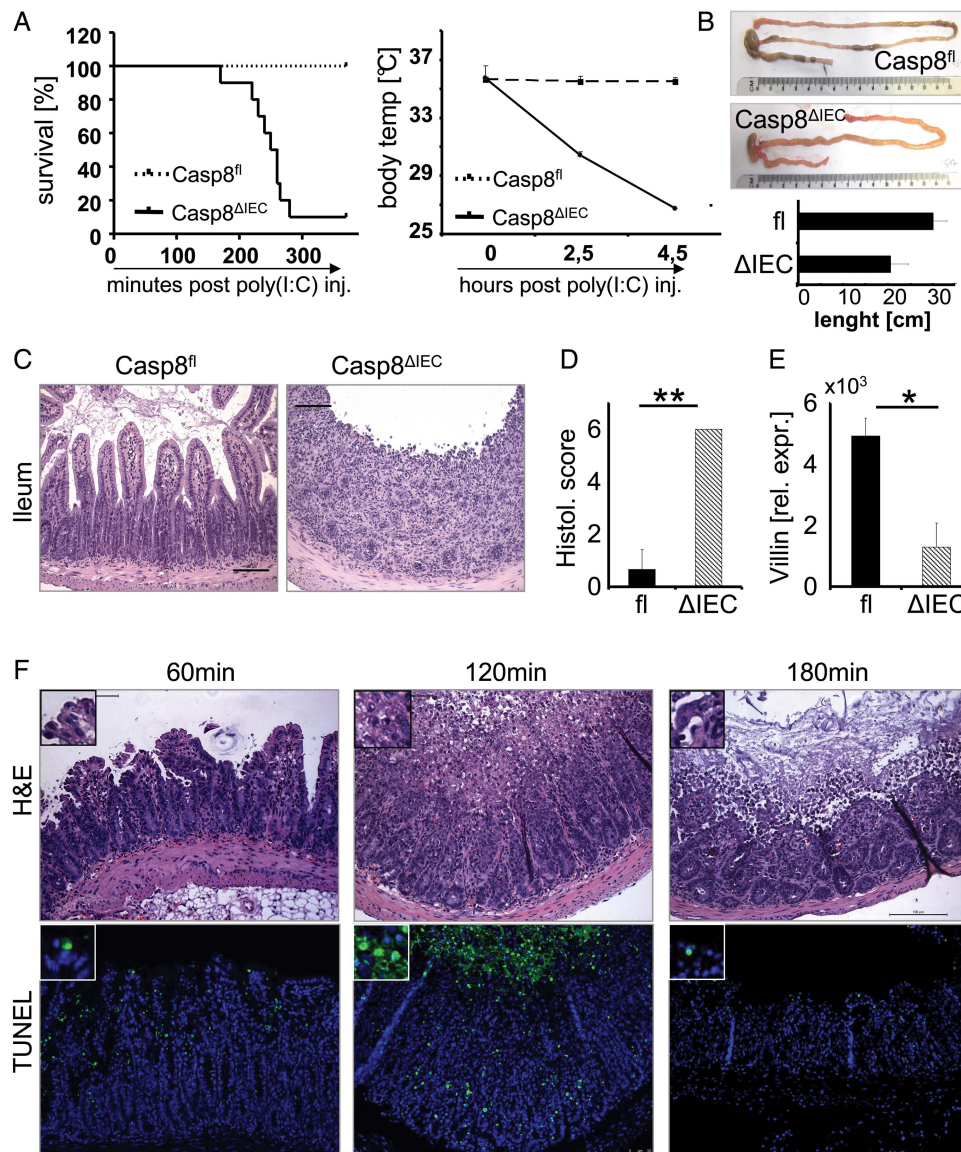 A
120
100
80
60
40
20
0
survival [%]
Casp8fl
Casp8ΔIEC
0 100 200 300
minutes post poly(I:C) inj.
37
33
29
25
body temp [°C]
Casp8fl
Casp8ΔIEC
0 2,5 4,5
hours post poly(I:C) inj.
B
Casp8fl
Casp8ΔIEC
fl
ΔIEC
0 10 20 30
lenght [cm]
C
Casp8fl Casp8ΔIEC
Ileum
D
**
6
4
2
0
Histol. score
fl ΔIEC
E
x10³
*
6
4
2
0
Villin [rel. expr.]
fl ΔIEC
F
60min 120min 180min
H&E
TUNEL